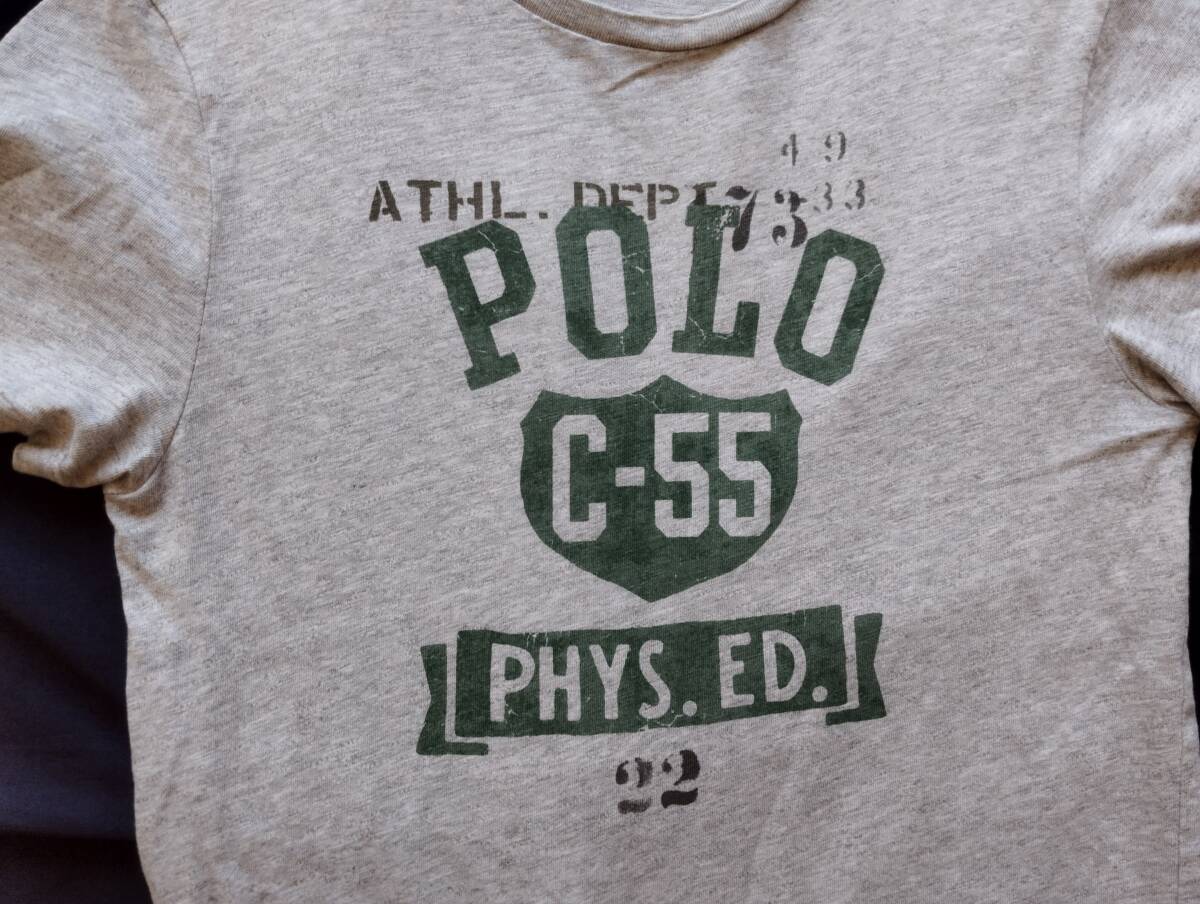 4 9
ATHL. DEPT. 73 33
POLO
C-55
PHYS. ED.
22